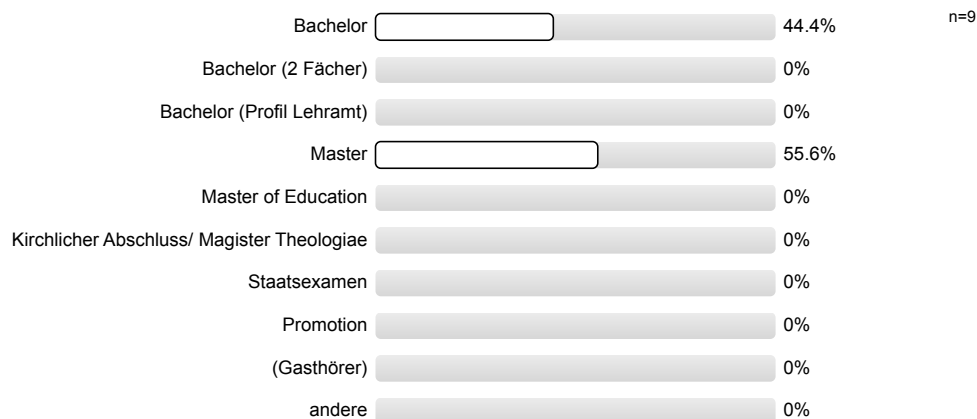 Bachelor 44.4% n=9
Bachelor (2 Fächer) 0%
Bachelor (Profil Lehramt) 0%
Master 55.6%
Master of Education 0%
Kirchlicher Abschluss/ Magister Theologiae 0%
Staatsexamen 0%
Promotion 0%
(Gasthörer) 0%
andere 0%